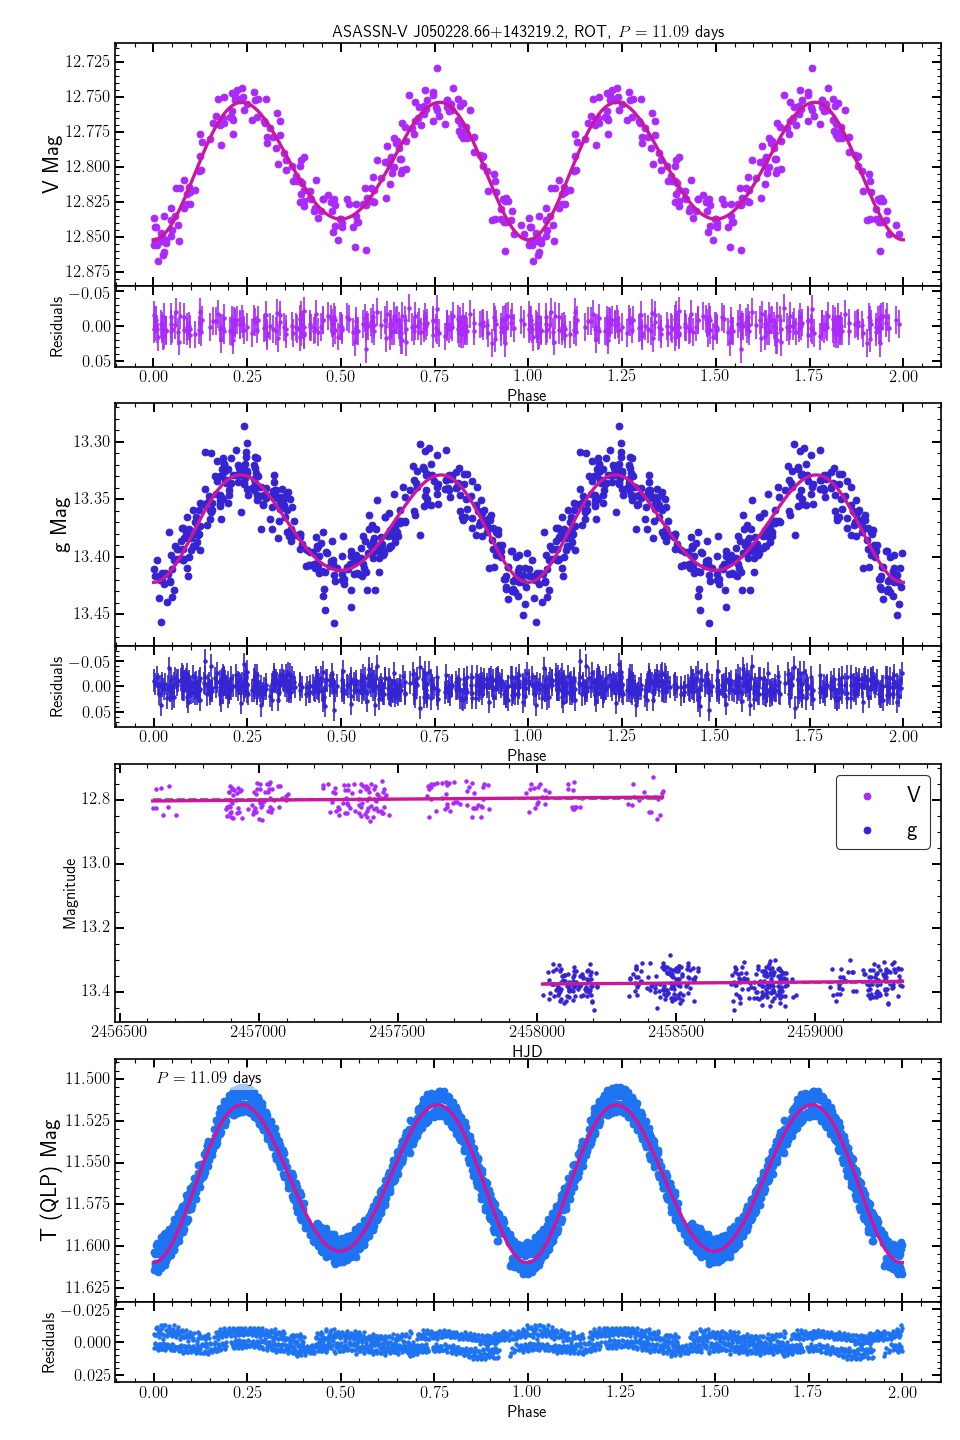 ASASSN-V J050228.66+143219.2, ROT, P = 11.09 days
V Mag
12.725
12.750
12.775
12.800
12.825
12.850
12.875
Residuals
−0.05
0.00
0.05
0.00 0.25 0.50 0.75 1.00 1.25 1.50 1.75 2.00
Phase
g Mag
13.30
13.35
13.40
13.45
Residuals
−0.05
0.00
0.05
0.00 0.25 0.50 0.75 1.00 1.25 1.50 1.75 2.00
Phase
Magnitude
12.8
13.0
13.2
13.4
V
g
2456500 2457000 2457500 2458000 2458500 2459000
HJD
P = 11.09 days
T (QLP) Mag
11.500
11.525
11.550
11.575
11.600
11.625
Residuals
−0.025
0.000
0.025
0.00 0.25 0.50 0.75 1.00 1.25 1.50 1.75 2.00
Phase